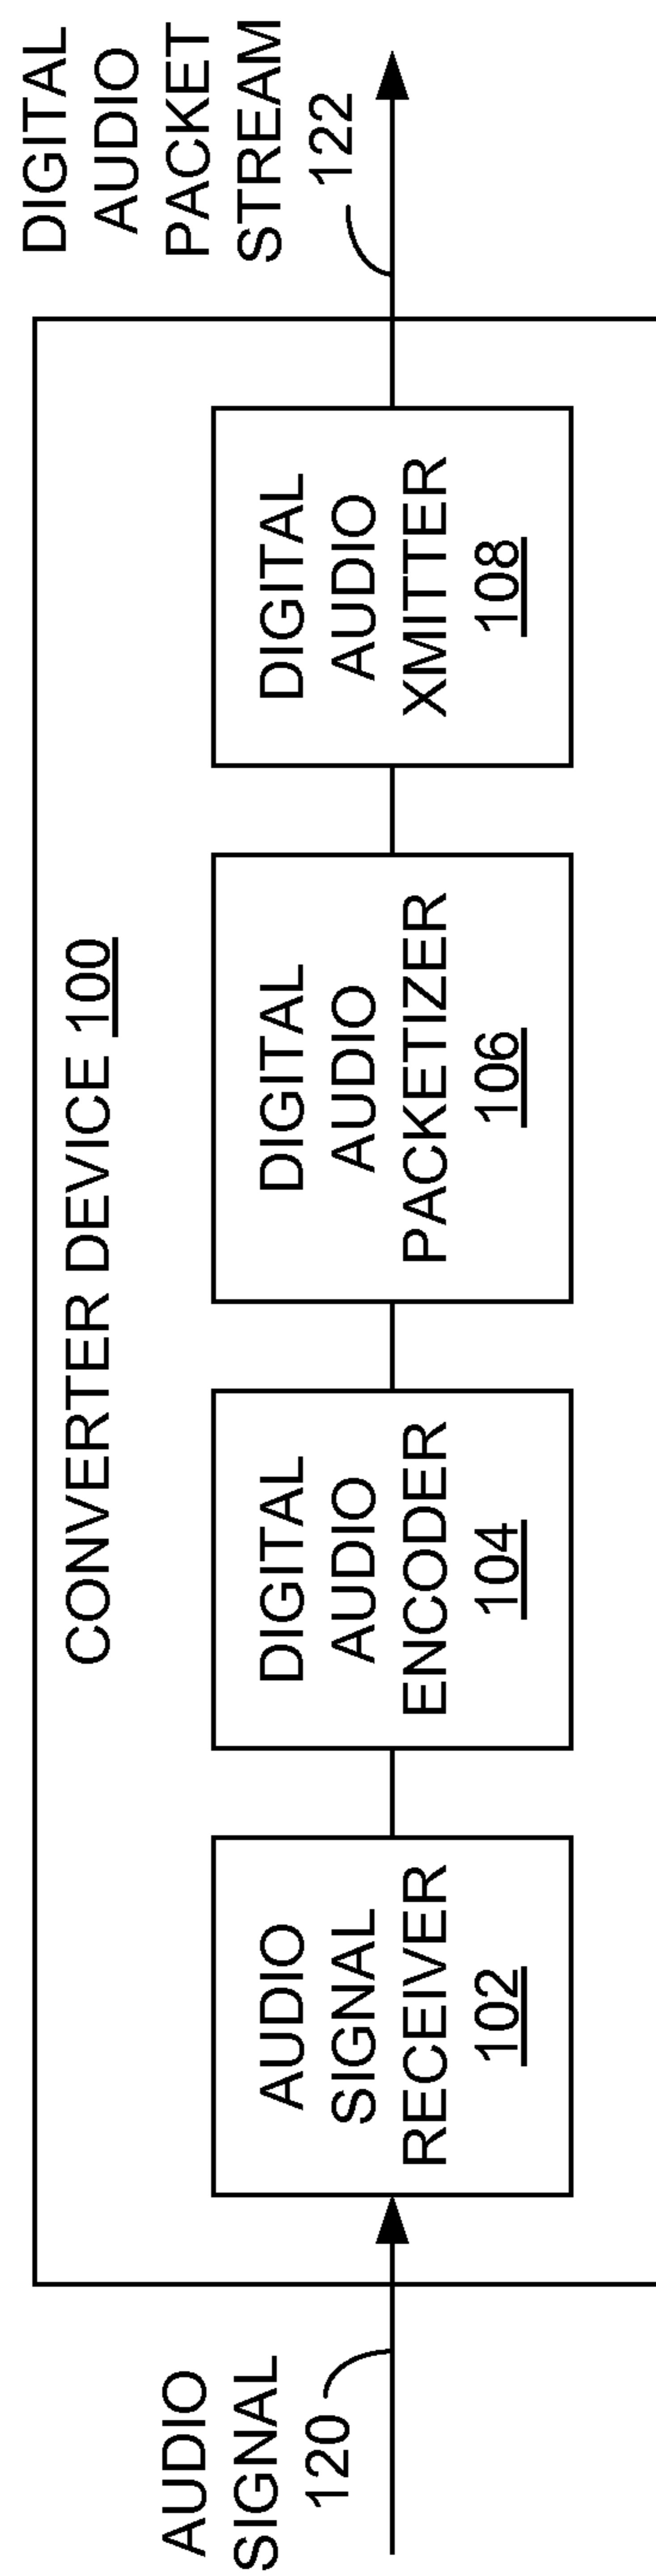 CONVERTER DEVICE 100
AUDIO
SIGNAL
120
AUDIO
SIGNAL
RECEIVER
102
DIGITAL
AUDIO
ENCODER
104
DIGITAL
AUDIO
PACKETIZER
106
DIGITAL
AUDIO
XMITTER
108
DIGITAL
AUDIO
PACKET
STREAM
122